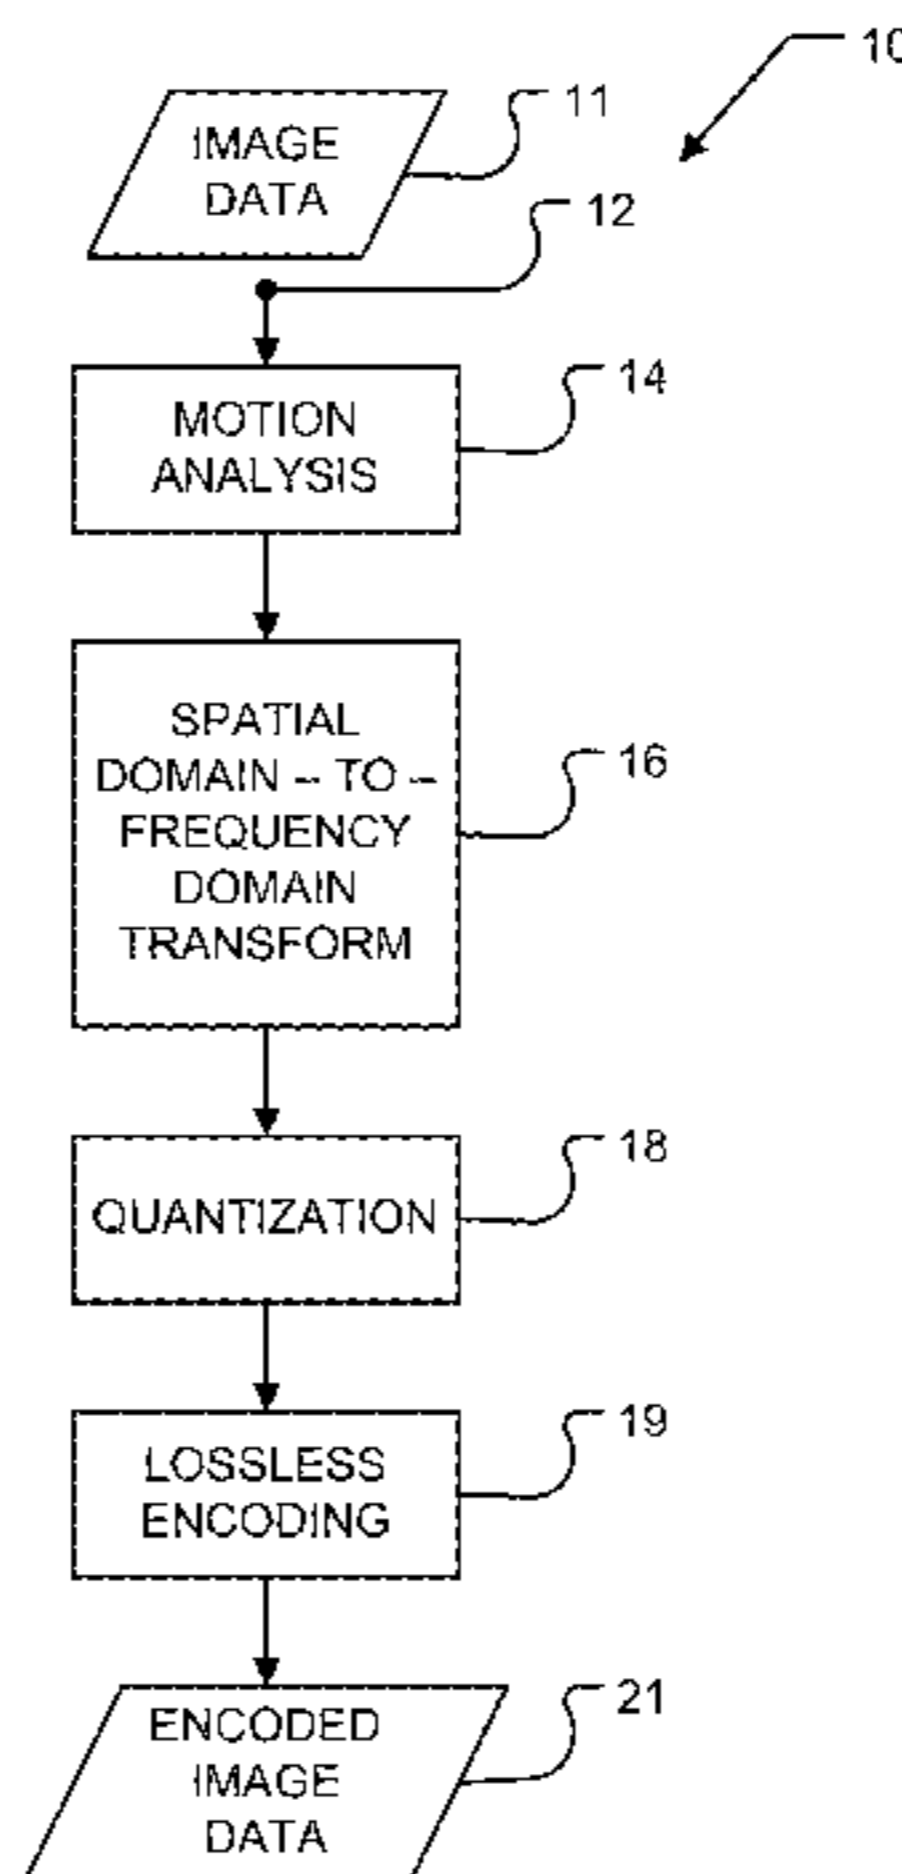 10
11
IMAGE
DATA
12
14
MOTION
ANALYSIS
SPATIAL
DOMAIN – TO –
FREQUENCY
DOMAIN
TRANSFORM
16
18
QUANTIZATION
19
LOSSLESS
ENCODING
21
ENCODED
IMAGE
DATA